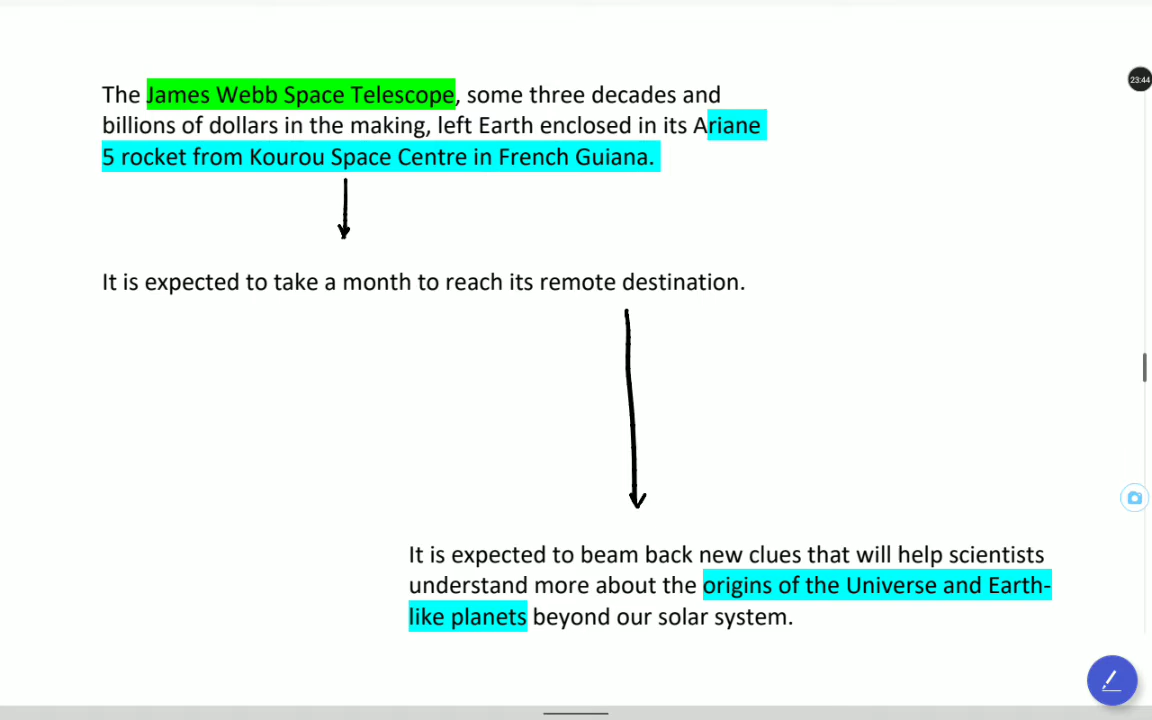 23:44
The James Webb Space Telescope, some three decades and
billions of dollars in the making, left Earth enclosed in its Ariane
5 rocket from Kourou Space Centre in French Guiana.
It is expected to take a month to reach its remote destination.
It is expected to beam back new clues that will help scientists
understand more about the origins of the Universe and Earth-
like planets beyond our solar system.